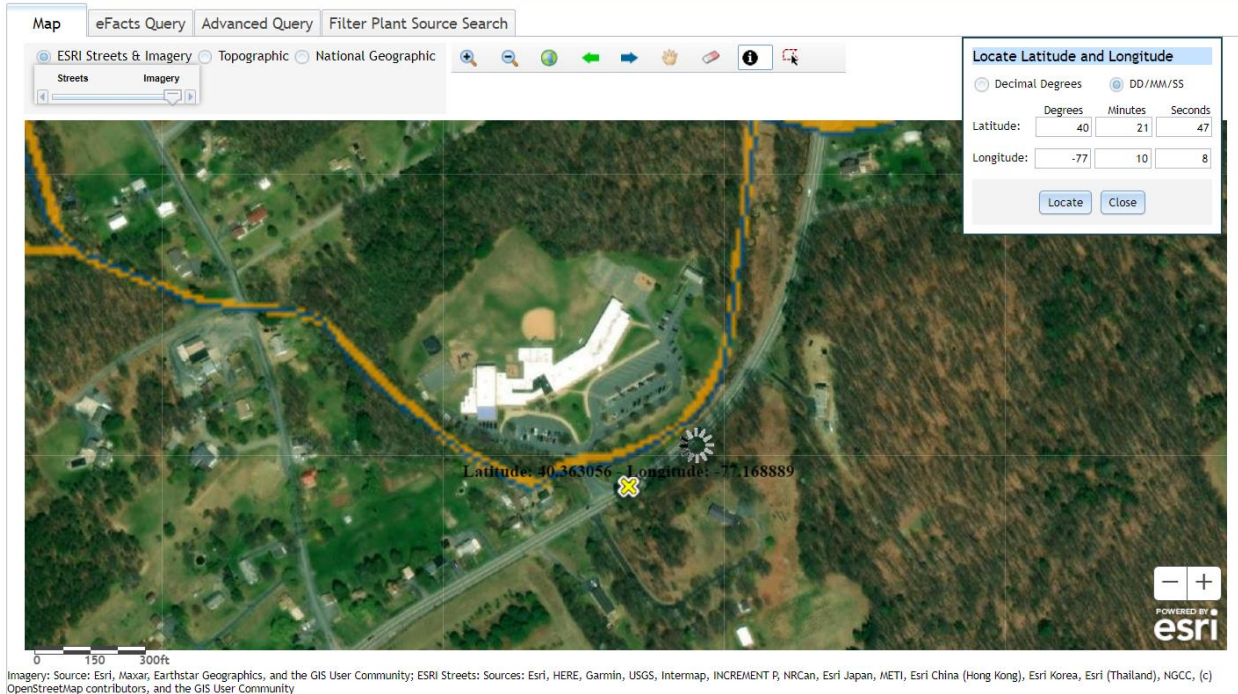 Map eFacts Query Advanced Query Filter Plant Source Search
ESRI Streets & Imagery Topographic National Geographic
Streets Imagery
Locate Latitude and Longitude
Decimal Degrees DD/MM/SS
Degrees Minutes Seconds
Latitude: 40 21 47
Longitude: -77 10 8
Locate Close
Latitude: 40.363056 - Longitude: -77.168889
POWERED BY
esri
0 150 300ft
Imagery: Source: Esri, Maxar, Earthstar Geographics, and the GIS User Community; ESRI Streets: Sources: Esri, HERE, Garmin, USGS, Intermap, INCREMENT P, NRCan, Esri Japan, METI, Esri China (Hong Kong), Esri Korea, Esri (Thailand), NGCC, (c)
OpenStreetMap contributors, and the GIS User Community